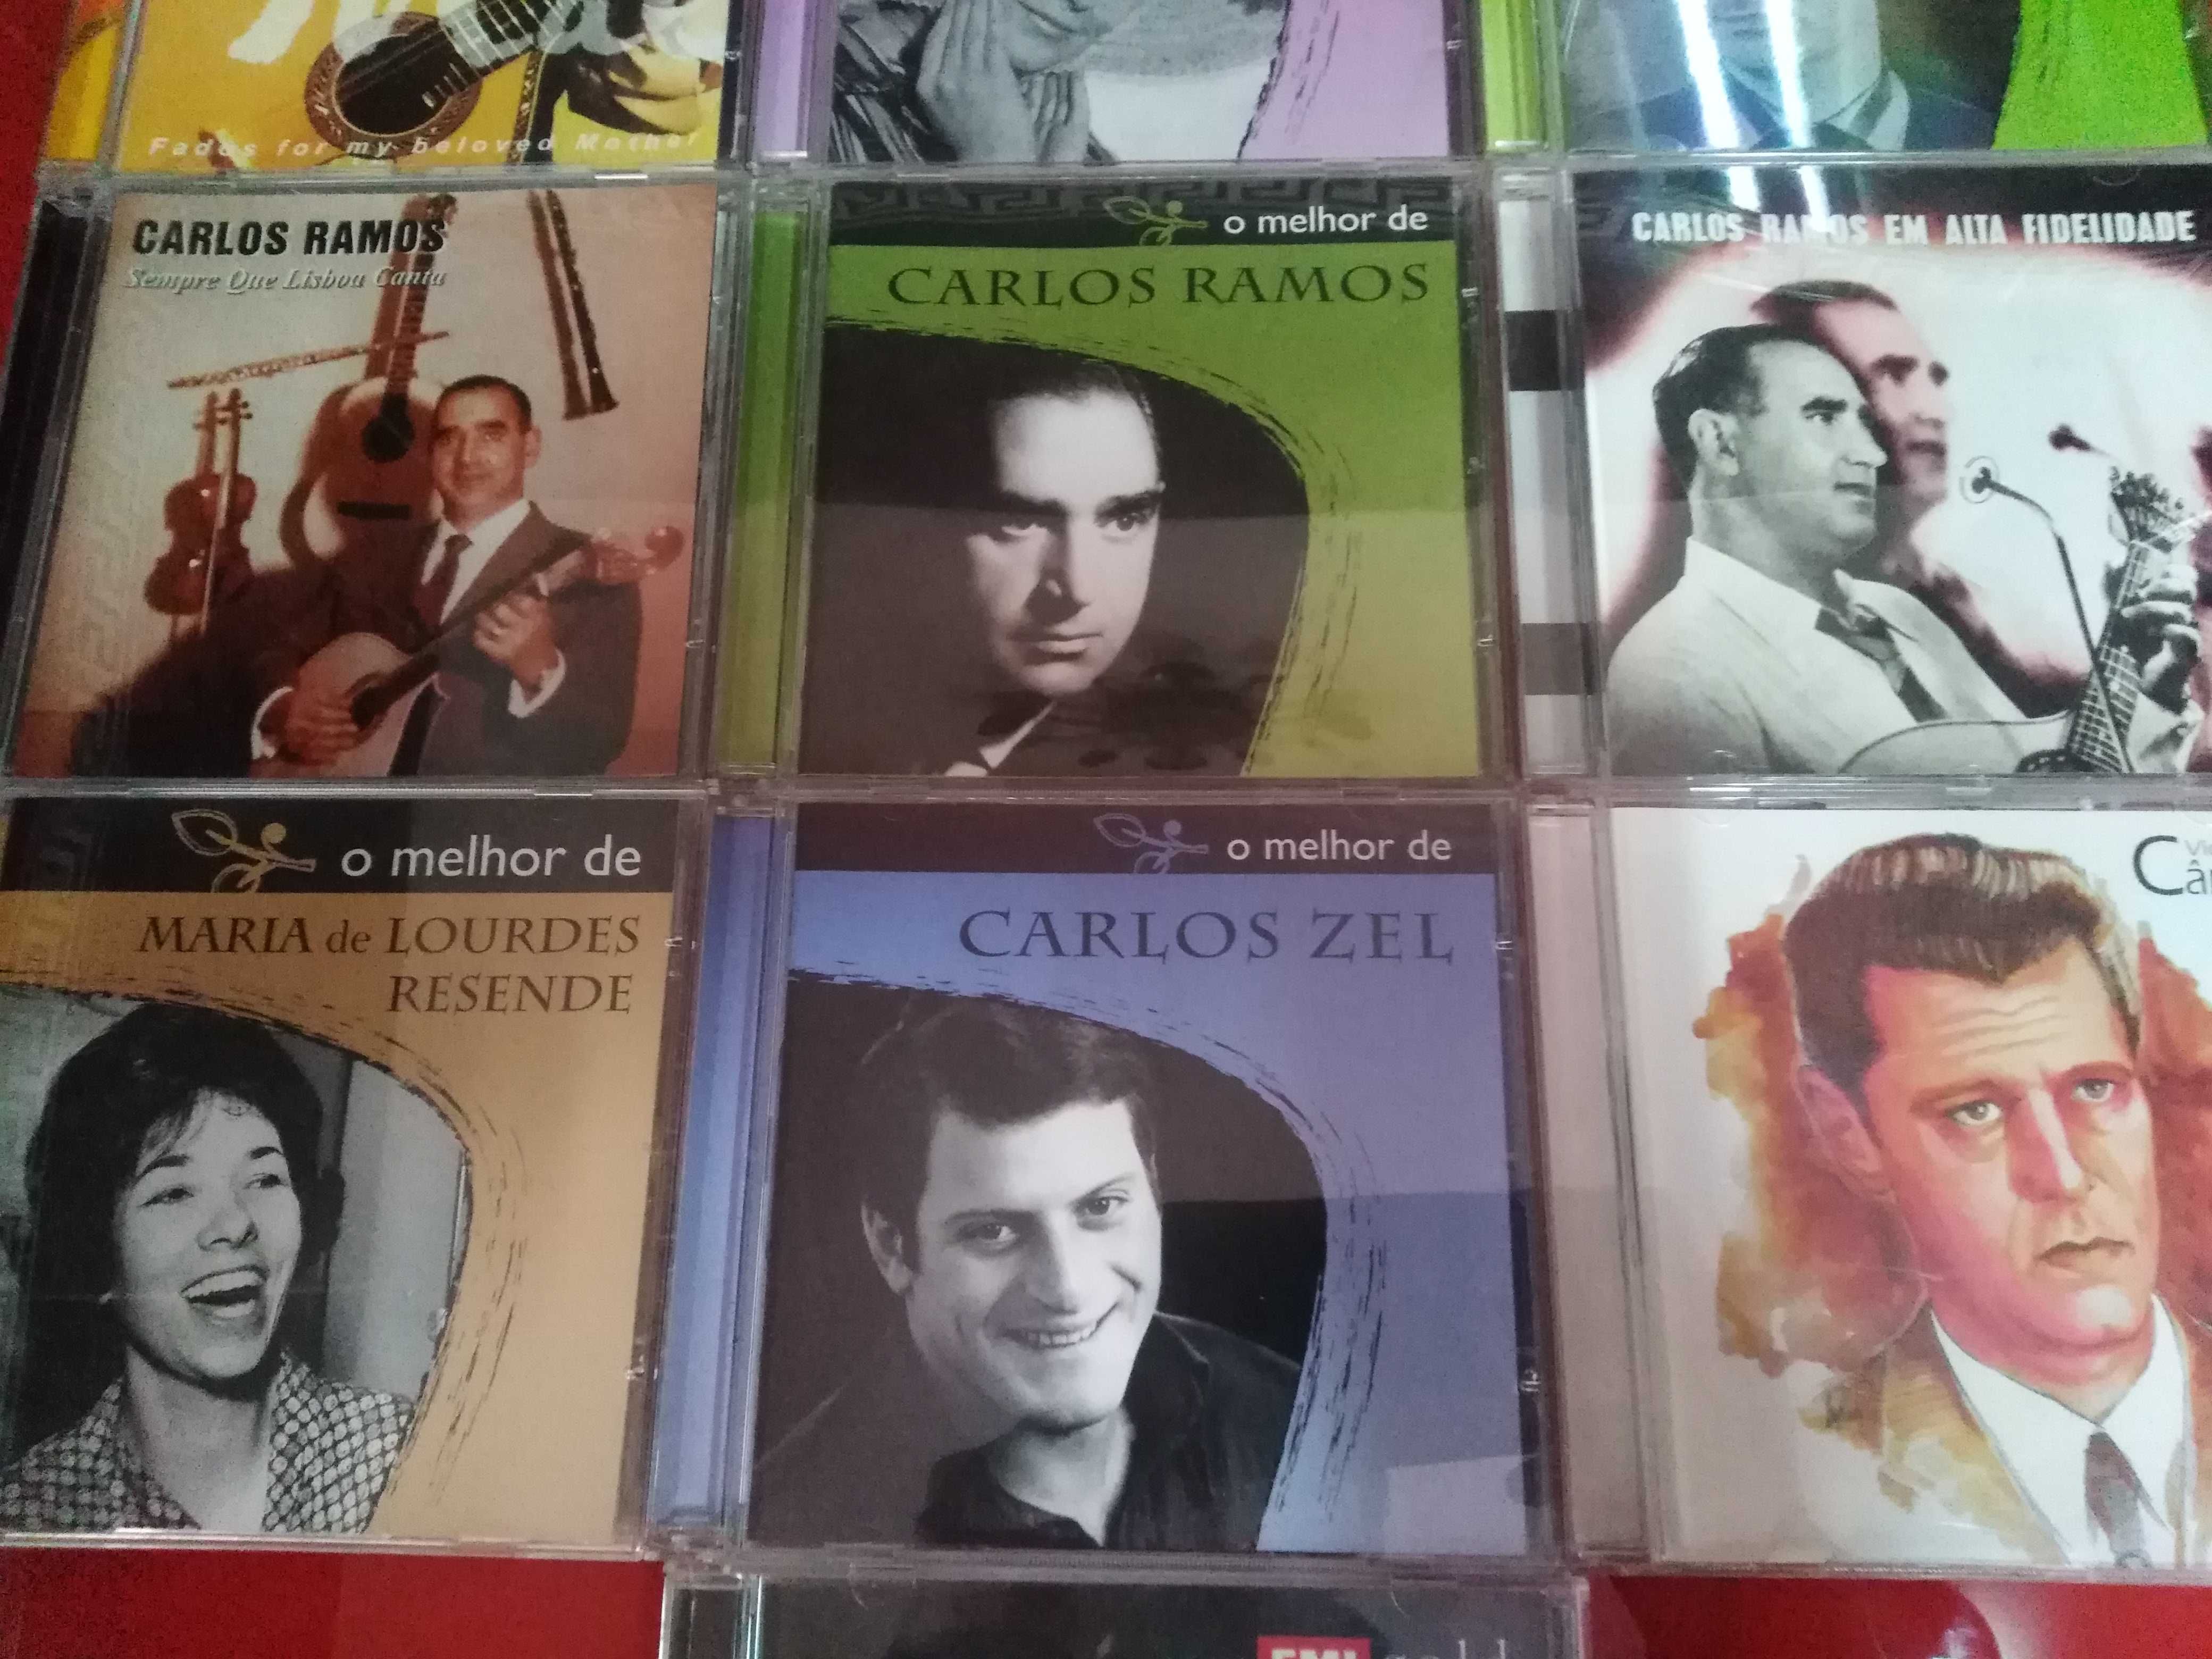 Fados for my beloved Mother
CARLOS RAMOS
Sempre Que Lisboa Canta
o melhor de
CARLOS RAMOS
CARLOS RAMOS EM ALTA FIDELIDADE
o melhor de
MARIA de LOURDES
RESENDE
o melhor de
CARLOS ZEL
EMI gold